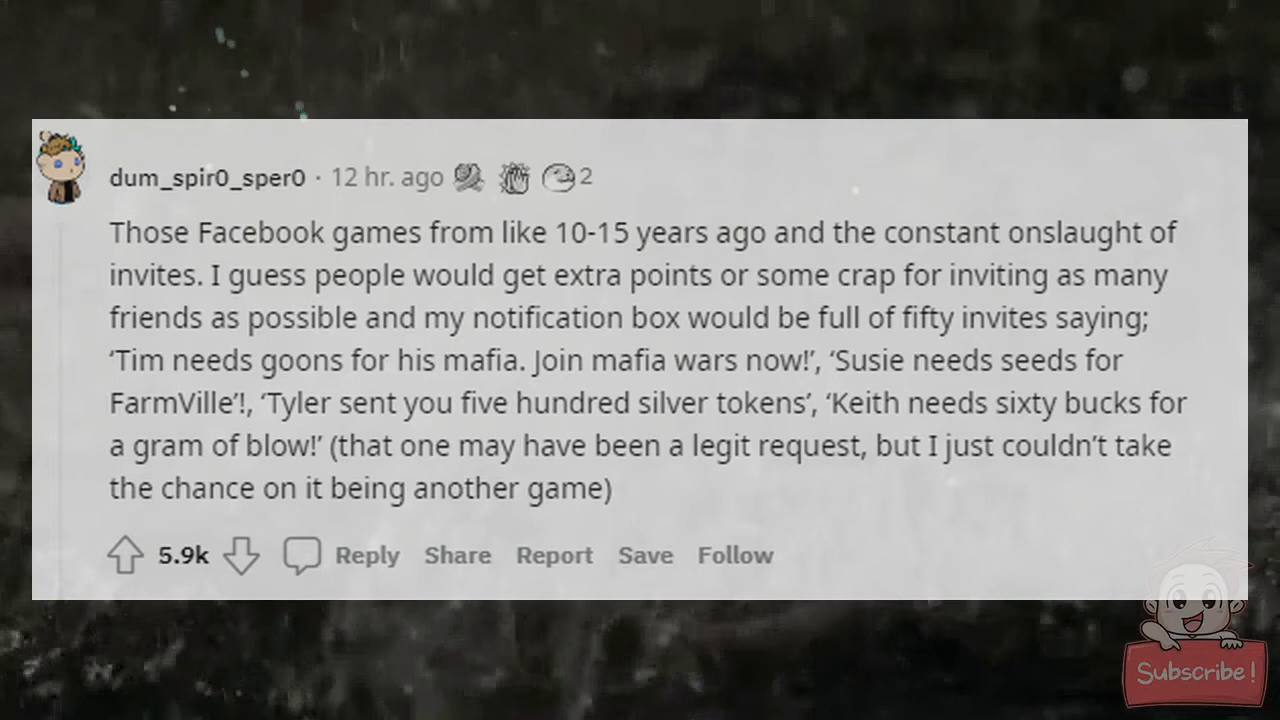 dum_spir0_sper0 · 12 hr. ago 2
Those Facebook games from like 10-15 years ago and the constant onslaught of
invites. I guess people would get extra points or some crap for inviting as many
friends as possible and my notification box would be full of fifty invites saying;
‘Tim needs goons for his mafia. Join mafia wars now!’, ‘Susie needs seeds for
FarmVille’!, ‘Tyler sent you five hundred silver tokens’, ‘Keith needs sixty bucks for
a gram of blow!’ (that one may have been a legit request, but I just couldn’t take
the chance on it being another game)
5.9k Reply Share Report Save Follow
Subscribe!